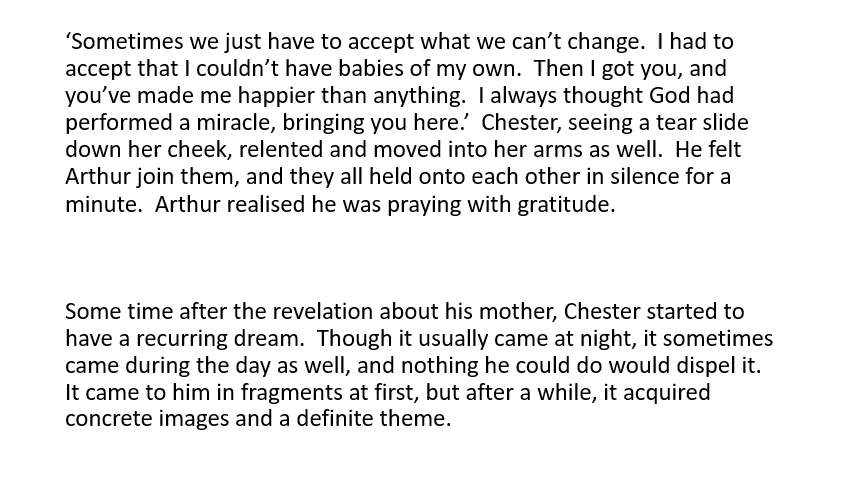 ‘Sometimes we just have to accept what we can’t change.  I had to
accept that I couldn’t have babies of my own.  Then I got you, and
you’ve made me happier than anything.  I always thought God had
performed a miracle, bringing you here.’  Chester, seeing a tear slide
down her cheek, relented and moved into her arms as well.  He felt
Arthur join them, and they all held onto each other in silence for a
minute.  Arthur realised he was praying with gratitude.
Some time after the revelation about his mother, Chester started to
have a recurring dream.  Though it usually came at night, it sometimes
came during the day as well, and nothing he could do would dispel it.
It came to him in fragments at first, but after a while, it acquired
concrete images and a definite theme.